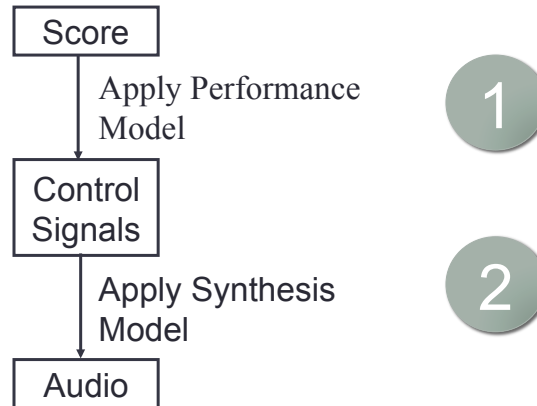 Score
Apply Performance
Model
1
Control
Signals
Apply Synthesis
Model
2
Audio